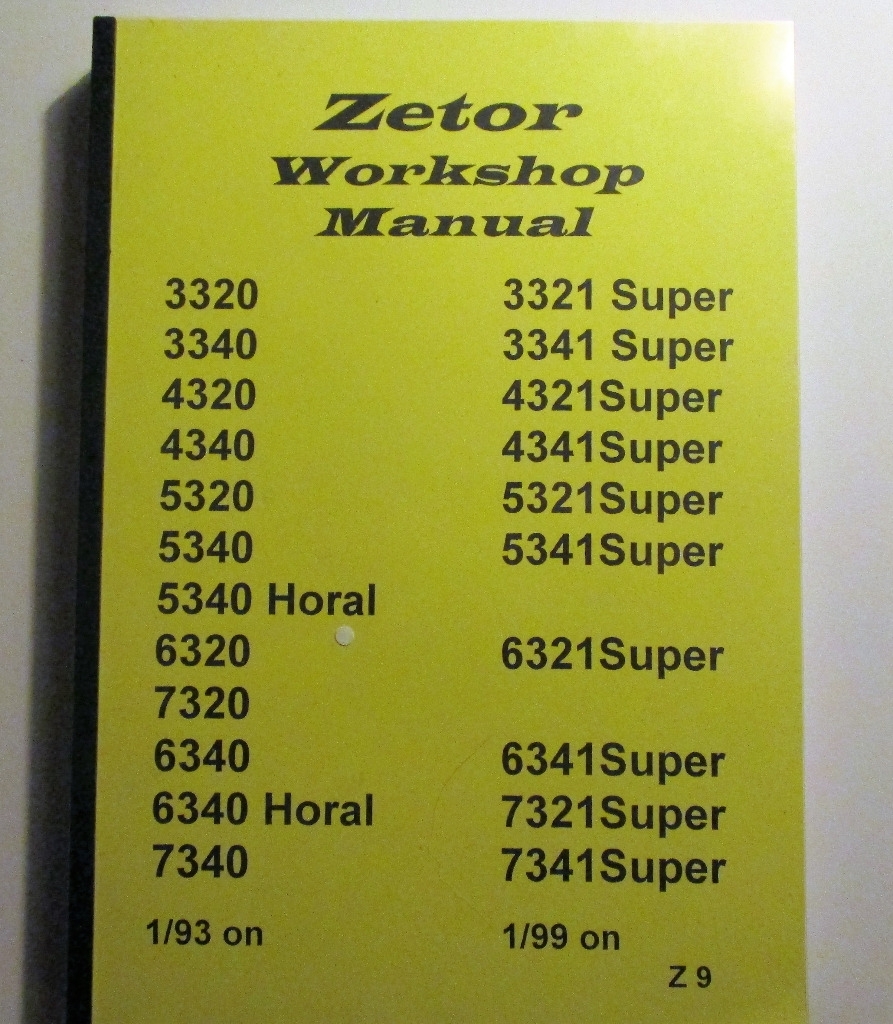 Zetor
Workshop
Manual
3320 3321 Super
3340 3341 Super
4320 4321Super
4340 4341Super
5320 5321Super
5340 5341Super
5340 Horal
6320 6321Super
7320
6340 6341Super
6340 Horal 7321Super
7340 7341Super
1/93 on 1/99 on
Z 9